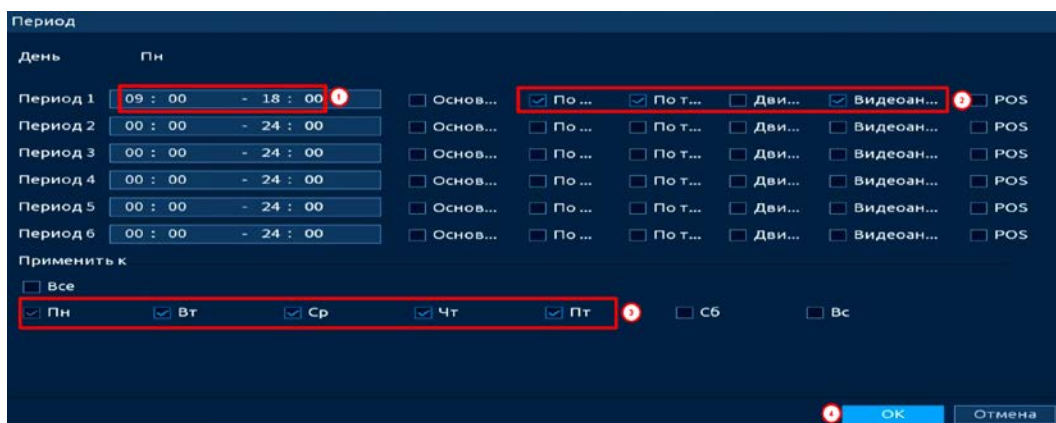 Период
День Пн
Период 1 09 : 00 - 18 : 00 1 Основ... По ... По т... Дви... Видеоан... 2 POS
Период 2 00 : 00 - 24 : 00 Основ... По ... По т... Дви... Видеоан... POS
Период 3 00 : 00 - 24 : 00 Основ... По ... По т... Дви... Видеоан... POS
Период 4 00 : 00 - 24 : 00 Основ... По ... По т... Дви... Видеоан... POS
Период 5 00 : 00 - 24 : 00 Основ... По ... По т... Дви... Видеоан... POS
Период 6 00 : 00 - 24 : 00 Основ... По ... По т... Дви... Видеоан... POS
Применить к
Все
Пн Вт Ср Чт Пт 3 Сб Вс
4 OK Отмена